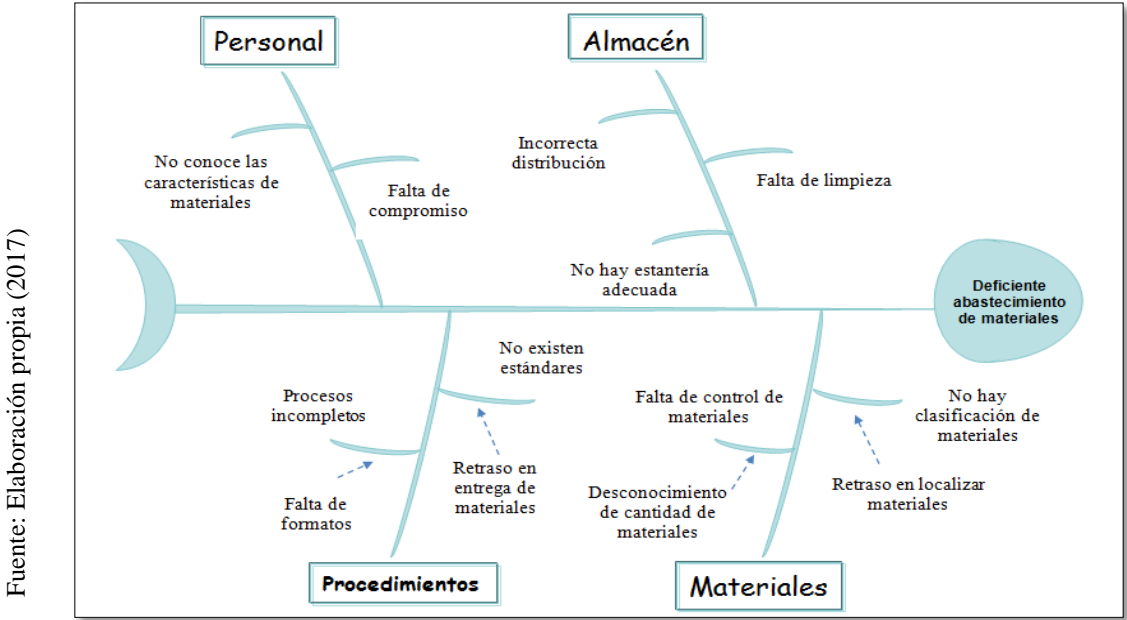 Personal
Almacén
No conoce las
características de
materiales
Falta de
compromiso
Incorrecta
distribución
Falta de limpieza
No hay estantería
adecuada
Deficiente
abastecimiento
de materiales
No existen
estándares
Procesos
incompletos
Retraso en
entrega de
materiales
Falta de
formatos
Falta de control de
materiales
No hay
clasificación de
materiales
Desconocimiento
de cantidad de
materiales
Retraso en localizar
materiales
Procedimientos
Materiales
Fuente: Elaboración propia (2017)